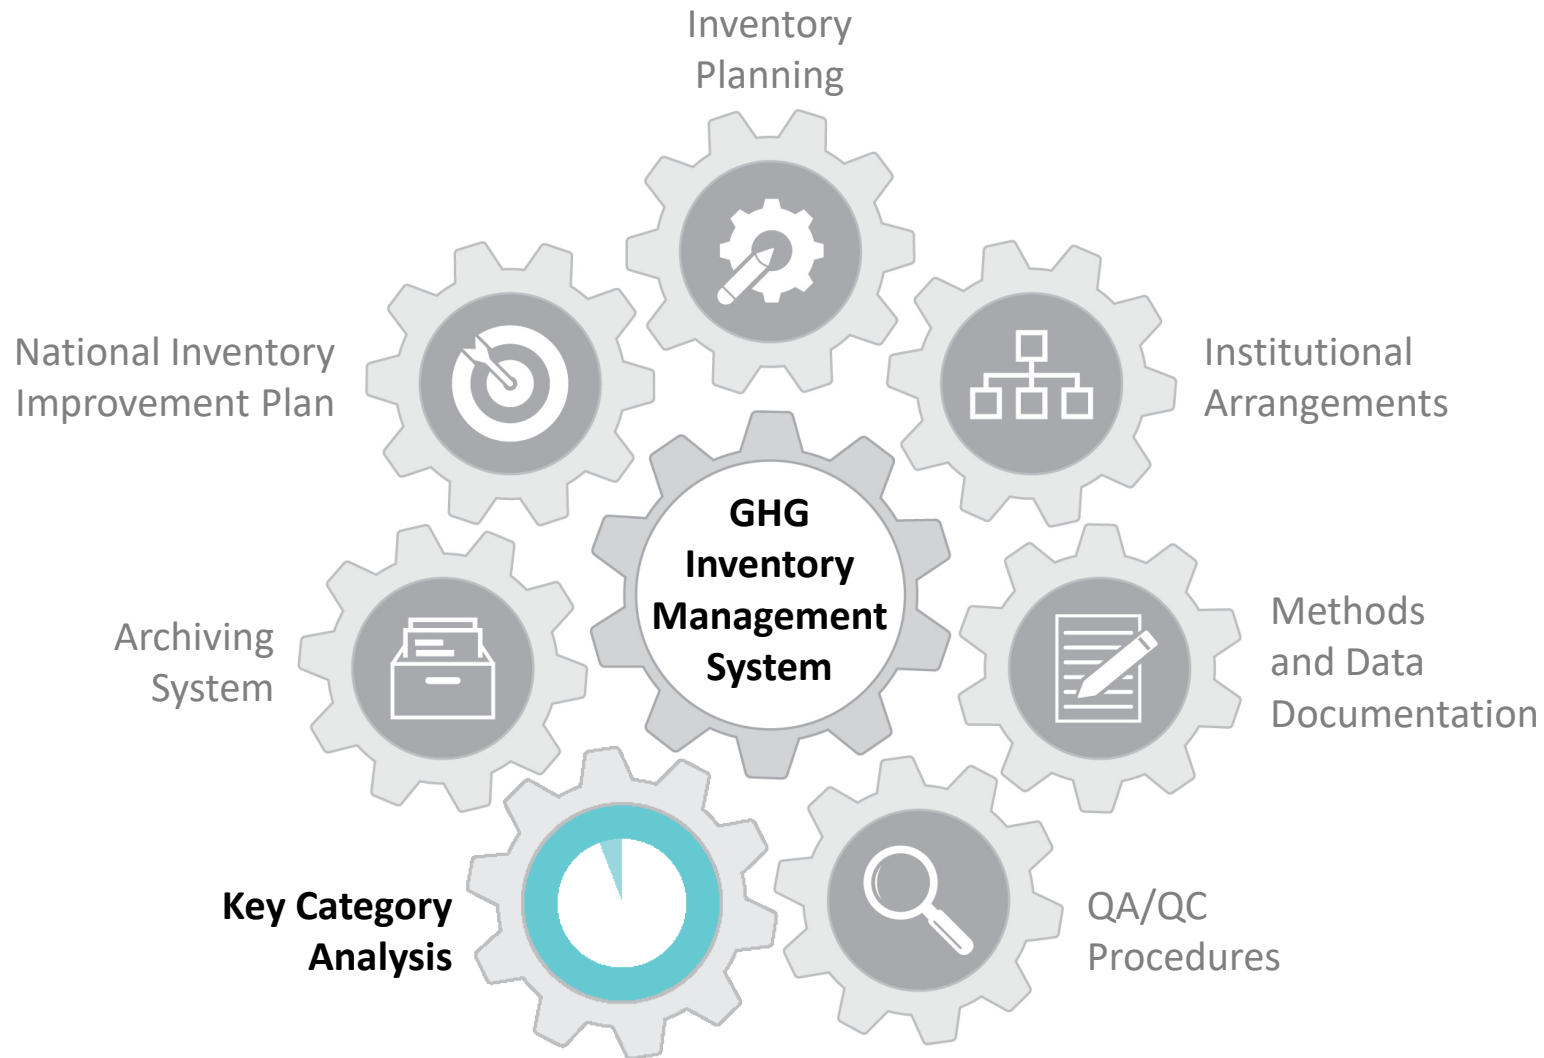 Inventory
Planning
National Inventory
Improvement Plan
Institutional
Arrangements
GHG
Inventory
Management
System
Archiving
System
Methods
and Data
Documentation
Key Category
Analysis
QA/QC
Procedures